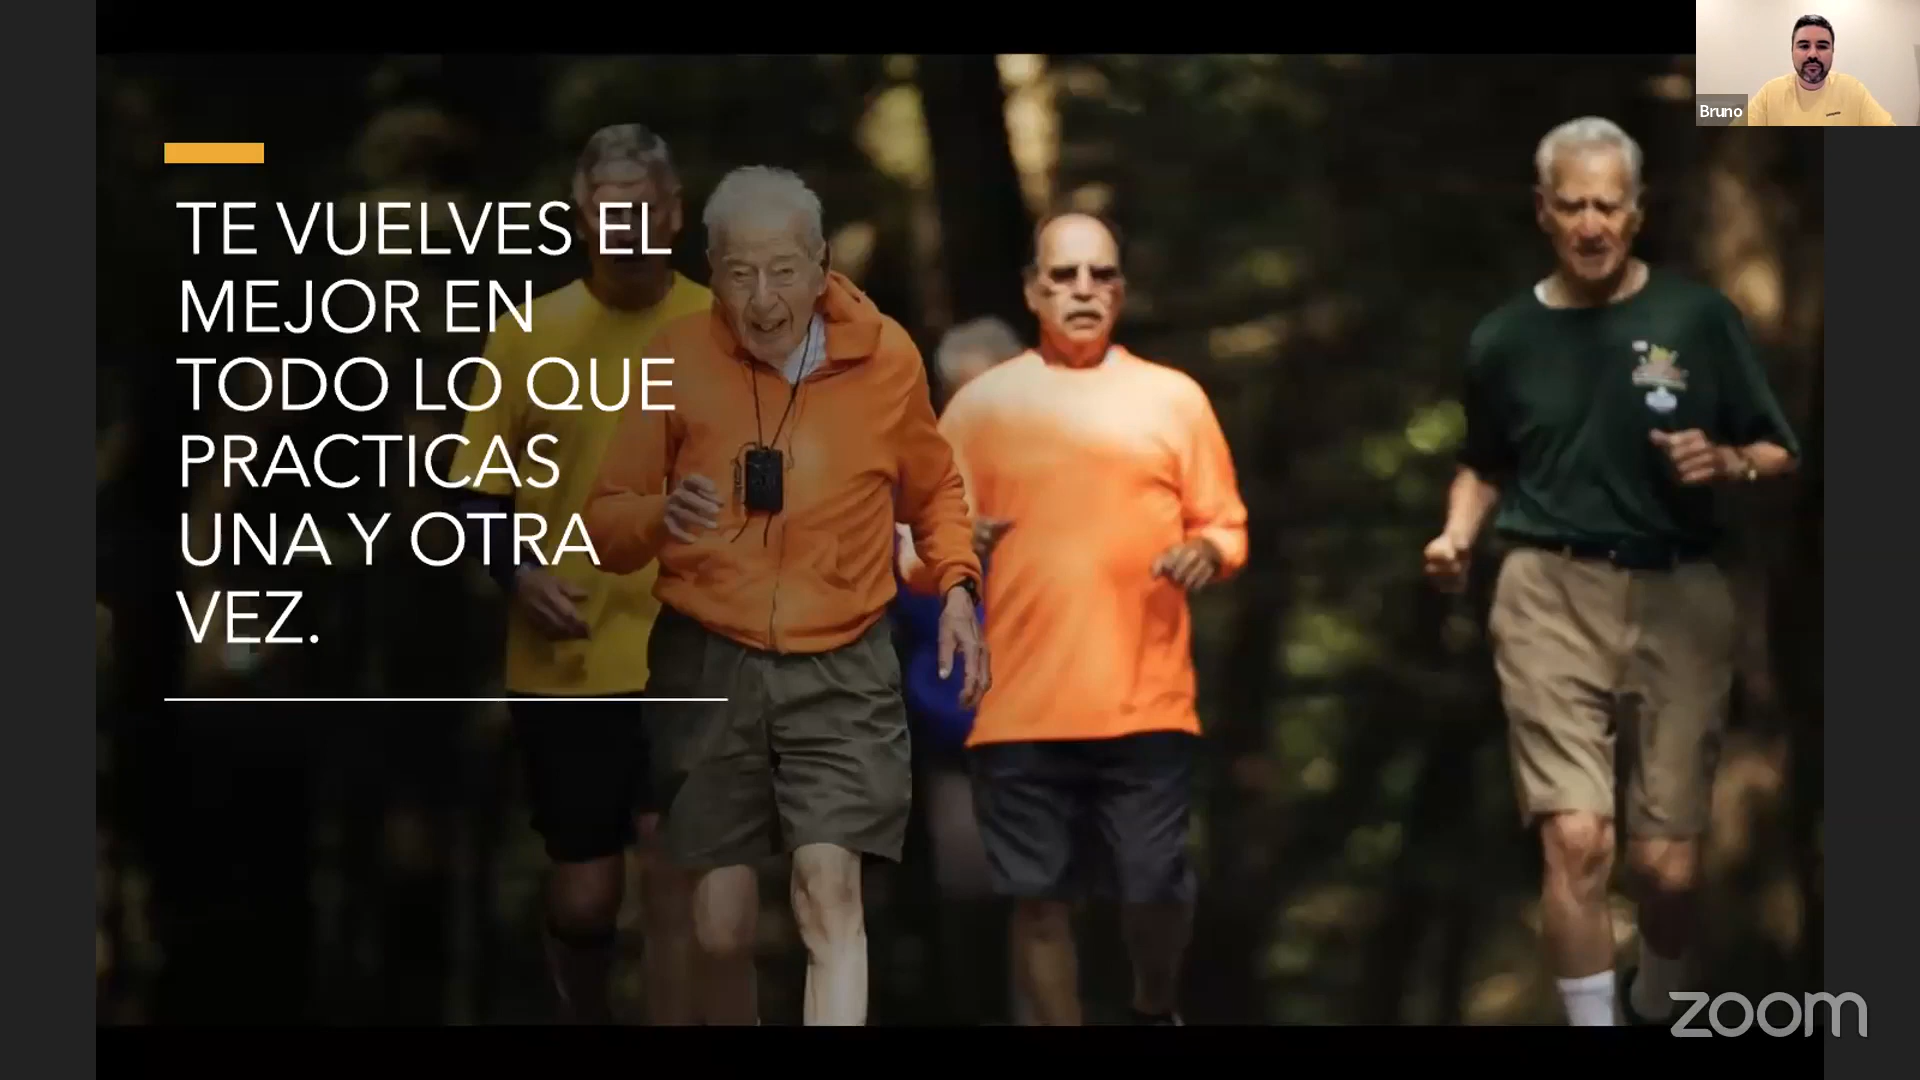 Bruno
TE VUELVES EL
MEJOR EN
TODO LO QUE
PRACTICAS
UNA Y OTRA
VEZ.
zoom